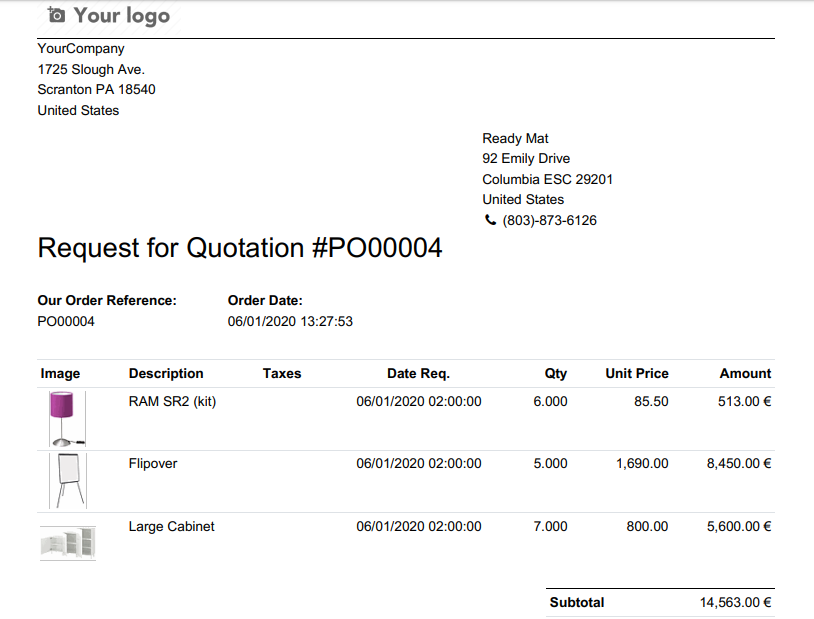 Your logo
YourCompany
1725 Slough Ave.
Scranton PA 18540
United States
Ready Mat
92 Emily Drive
Columbia ESC 29201
United States
(803)-873-6126
Request for Quotation #PO00004
Our Order Reference: Order Date:
PO00004 06/01/2020 13:27:53
Image Description Taxes Date Req. Qty Unit Price Amount
RAM SR2 (kit) 06/01/2020 02:00:00 6.000 85.50 513.00 €
Flipover 06/01/2020 02:00:00 5.000 1,690.00 8,450.00 €
Large Cabinet 06/01/2020 02:00:00 7.000 800.00 5,600.00 €
Subtotal 14,563.00 €